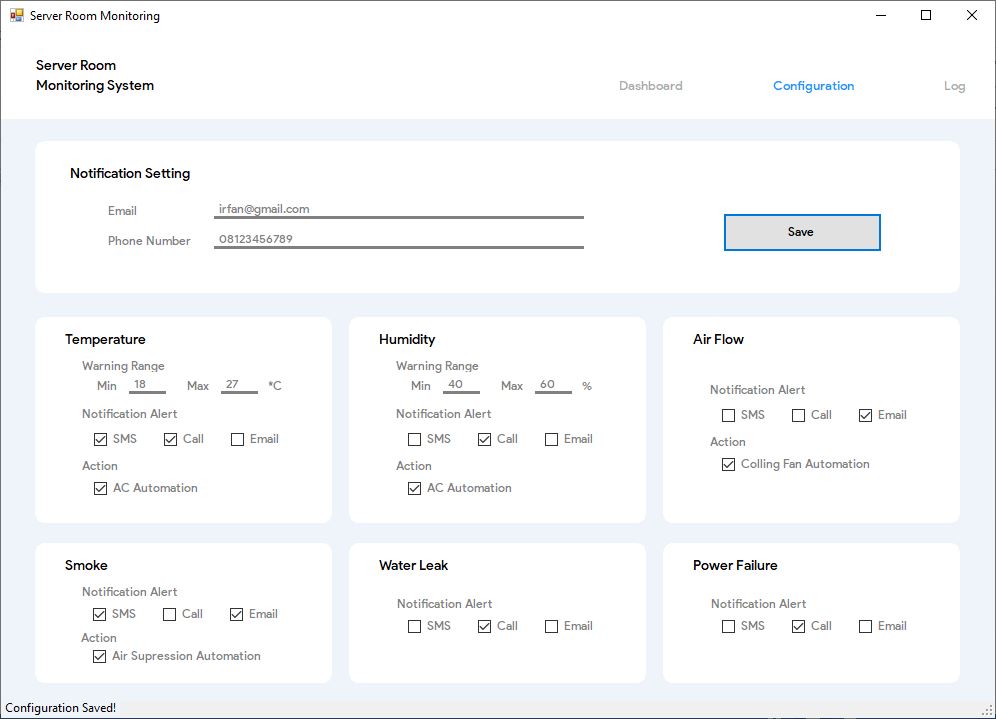 Server Room Monitoring
Server Room
Monitoring System
Dashboard
Configuration
Log
Notification Setting
Email
irfan@gmail.com
Phone Number
08123456789
Save
Temperature
Warning Range
Min 18 Max 27 *C
Notification Alert
SMS Call Email
Action
AC Automation
Humidity
Warning Range
Min 40 Max 60 %
Notification Alert
SMS Call Email
Action
AC Automation
Air Flow
Notification Alert
SMS Call Email
Action
Colling Fan Automation
Smoke
Notification Alert
SMS Call Email
Action
Air Supression Automation
Water Leak
Notification Alert
SMS Call Email
Power Failure
Notification Alert
SMS Call Email
Configuration Saved!